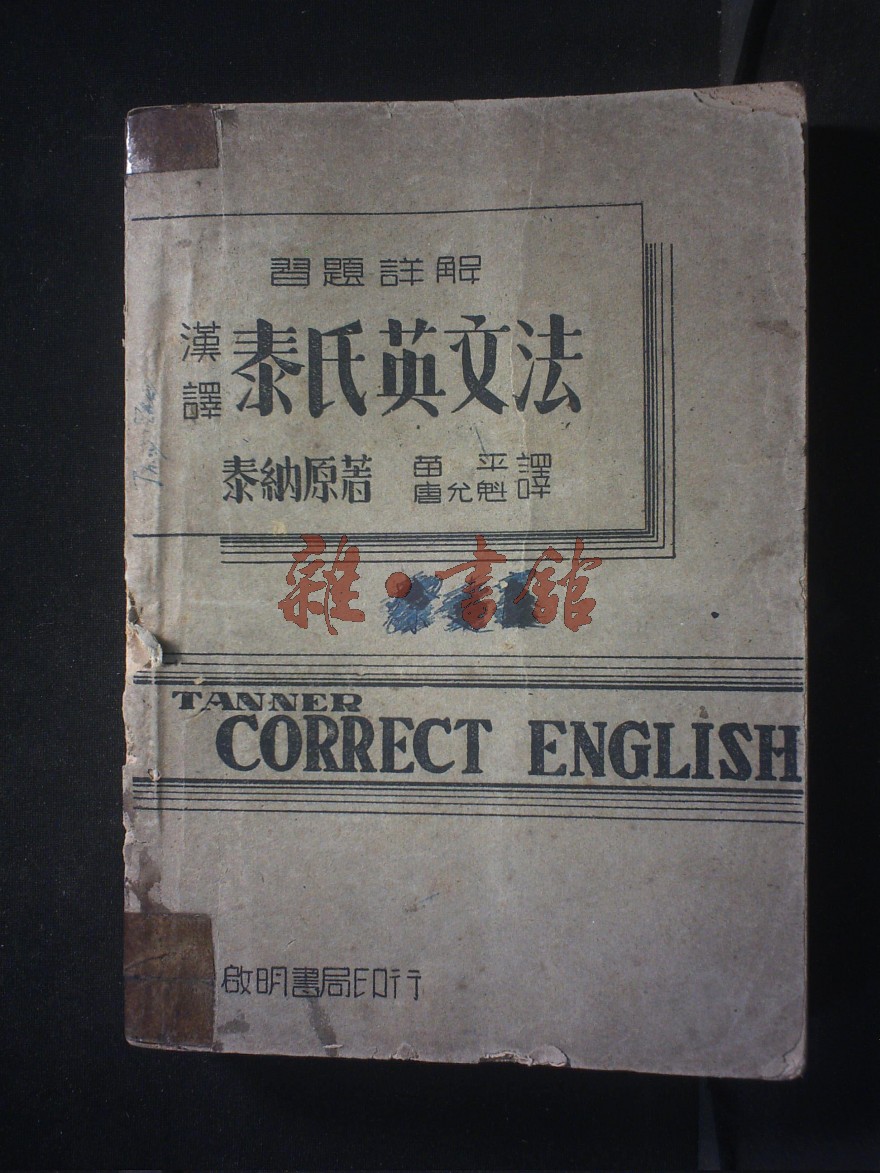 習題詳解
漢譯 泰氏英文法
泰納原著 苗平 唐允魁 譯
雜·書館
TANNER
CORRECT ENGLISH
啟明書局印行